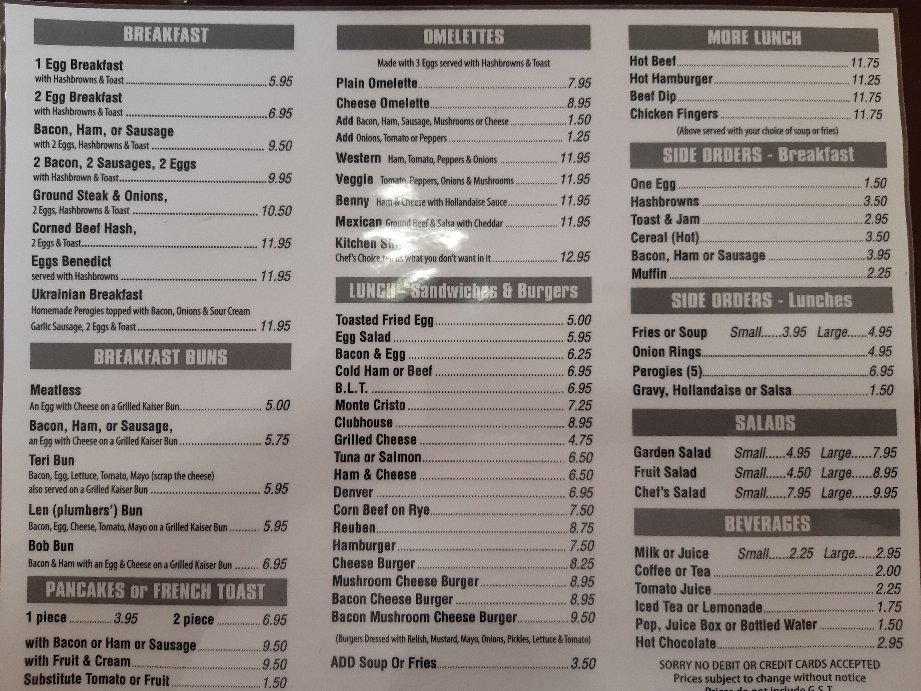 BREAKFAST
1 Egg Breakfast
with Hashbrowns & Toast 5.95
2 Egg Breakfast
with Hashbrowns & Toast 6.95
Bacon, Ham, or Sausage
with 2 Eggs, Hashbrowns & Toast 9.50
2 Bacon, 2 Sausages, 2 Eggs
with Hashbrown & Toast 9.95
Ground Steak & Onions,
2 Eggs, Hashbrowns & Toast 10.50
Corned Beef Hash,
2 Eggs & Toast 11.95
Eggs Benedict
served with Hashbrowns 11.95
Ukrainian Breakfast
Homemade Perogies topped with Bacon, Onions & Sour Cream
Garlic Sausage, 2 Eggs & Toast 11.95
BREAKFAST BUNS
Meatless
An Egg with Cheese on a Grilled Kaiser Bun 5.00
Bacon, Ham, or Sausage,
an Egg with Cheese on a Grilled Kaiser Bun 5.75
Teri Bun
Bacon, Egg, Lettuce, Tomato, Mayo (scrap the cheese)
also served on a Grilled Kaiser Bun 5.95
Len (plumbers') Bun
Bacon, Egg, Cheese, Tomato, Mayo on a Grilled Kaiser Bun 5.95
Bob Bun
Bacon & Ham with an Egg & Cheese on a Grilled Kaiser Bun 6.95
PANCAKES or FRENCH TOAST
1 piece 3.95 2 piece 6.95
with Bacon or Ham or Sausage 9.50
with Fruit & Cream 9.50
Substitute Tomato or Fruit 1.50
OMELETTES
Made with 3 Eggs served with Hashbrowns & Toast
Plain Omelette 7.95
Cheese Omelette 8.95
Add Bacon, Ham, Sausage, Mushrooms or Cheese 1.50
Add Onions, Tomato or Peppers 1.25
Western Ham, Tomato, Peppers & Onions 11.95
Veggie Tomato, Peppers, Onions & Mushrooms 11.95
Benny Ham & Cheese with Hollandaise Sauce 11.95
Mexican Ground Beef & Salsa with Cheddar 11.95
Kitchen
Chef's Choice, tell us what you don't want in it 12.95
LUNCH - Sandwiches & Burgers
Toasted Fried Egg 5.00
Egg Salad 5.95
Bacon & Egg 6.25
Cold Ham or Beef 6.95
B.L.T. 6.95
Monte Cristo 7.25
Clubhouse 8.95
Grilled Cheese 4.75
Tuna or Salmon 6.50
Ham & Cheese 6.50
Denver 6.95
Corn Beef on Rye 7.50
Reuben 8.75
Hamburger 7.50
Cheese Burger 8.25
Mushroom Cheese Burger 8.95
Bacon Cheese Burger 8.95
Bacon Mushroom Cheese Burger 9.50
(Burgers Dressed with Relish, Mustard, Mayo, Onions, Pickles, Lettuce & Tomato)
ADD Soup Or Fries 3.50
MORE LUNCH
Hot Beef 11.75
Hot Hamburger 11.25
Beef Dip 11.75
Chicken Fingers 11.75
(Above served with your choice of soup or fries)
SIDE ORDERS - Breakfast
One Egg 1.50
Hashbrowns 3.50
Toast & Jam 2.95
Cereal (Hot) 3.50
Bacon, Ham or Sausage 3.95
Muffin 2.25
SIDE ORDERS - Lunches
Fries or Soup Small 3.95 Large 4.95
Onion Rings 4.95
Perogies (5) 6.95
Gravy, Hollandaise or Salsa 1.50
SALADS
Garden Salad Small 4.95 Large 7.95
Fruit Salad Small 4.50 Large 8.95
Chef's Salad Small 7.95 Large 9.95
BEVERAGES
Milk or Juice Small 2.25 Large 2.95
Coffee or Tea 2.00
Tomato Juice 2.25
Iced Tea or Lemonade 1.75
Pop, Juice Box or Bottled Water 1.50
Hot Chocolate 2.95
SORRY NO DEBIT OR CREDIT CARDS ACCEPTED
Prices subject to change without notice
Prices do not include G.S.T.